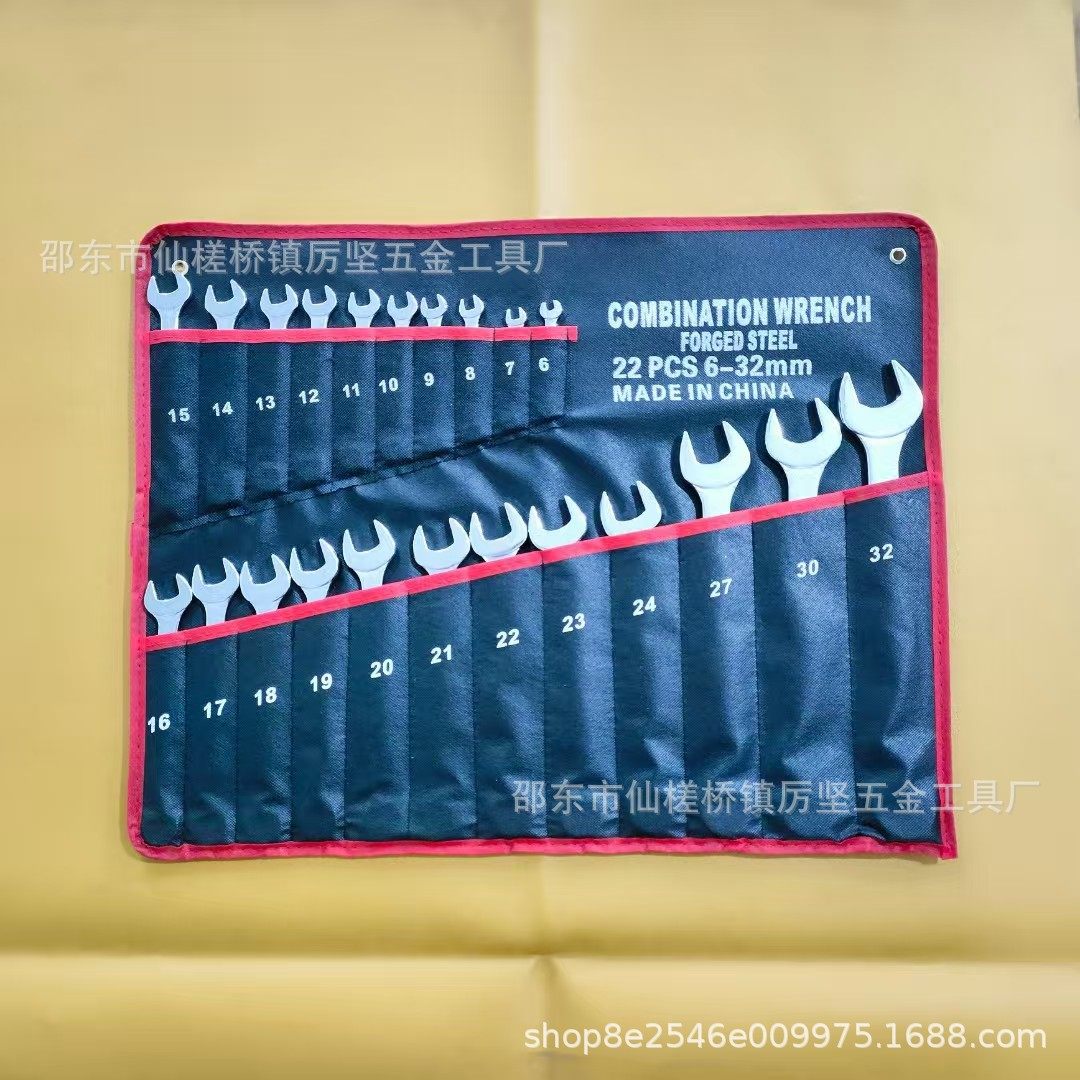 邵东市仙槎桥镇厉坚五金工具厂
COMBINATION WRENCH
FORGED STEEL
22 PCS 6-32mm
MADE IN CHINA
15 14 13 12 11 10 9 8 7 6
16 17 18 19 20 21 22 23 24 27 30 32
邵东市仙槎桥镇厉坚五金工具厂
shop8e2546e009975.1688.com